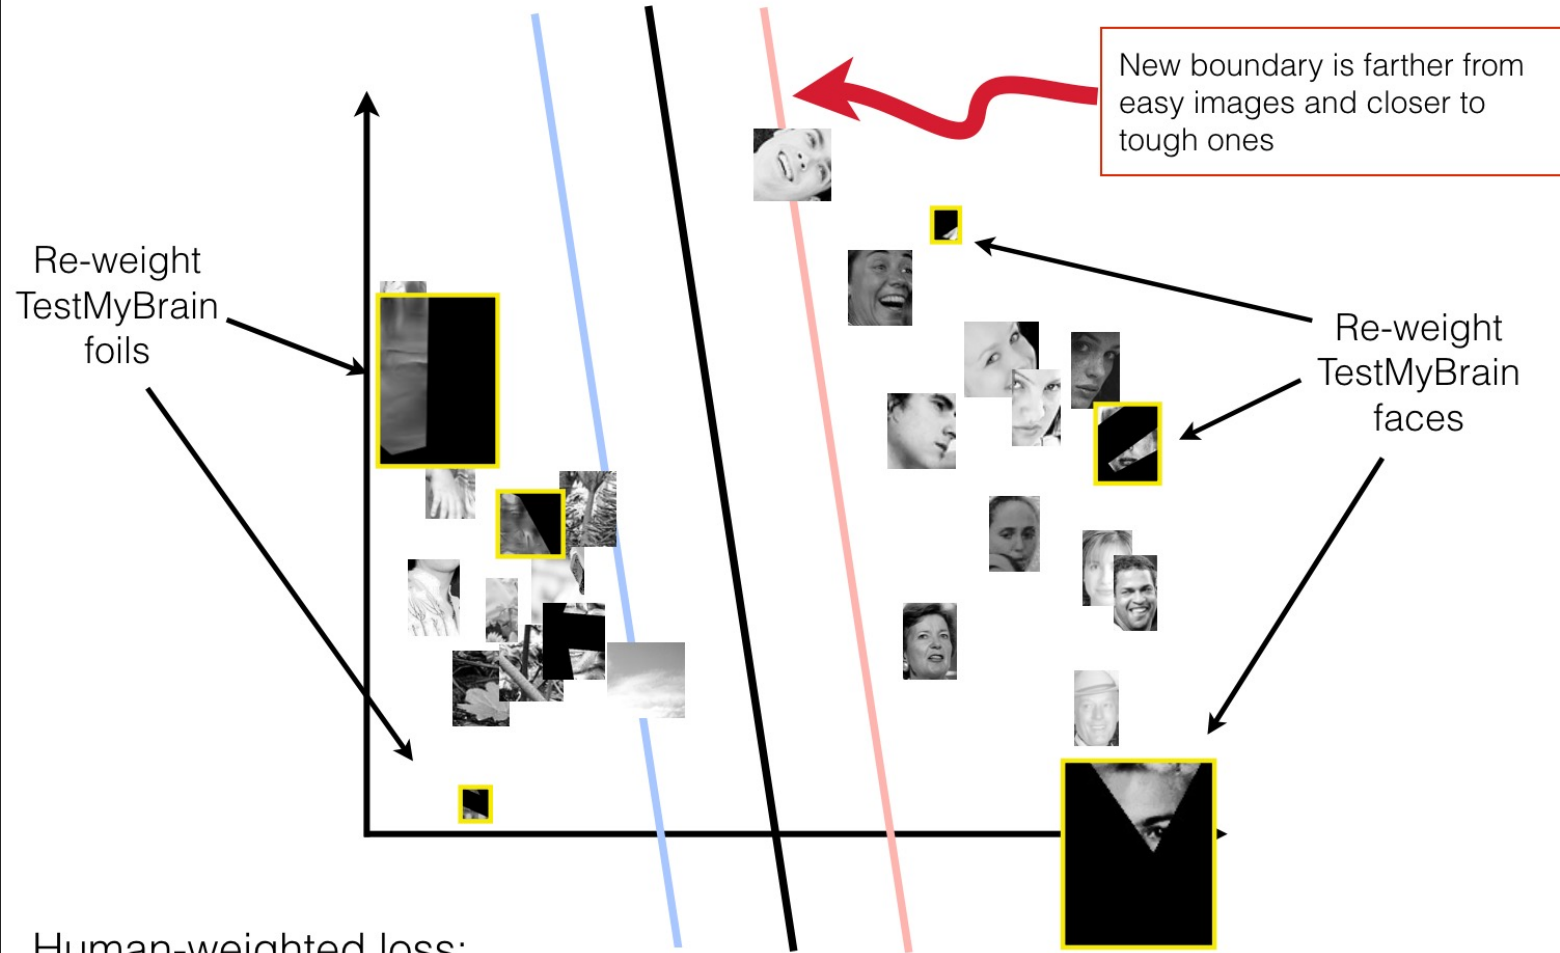 New boundary is farther from
easy images and closer to
tough ones
Re-weight
TestMyBrain
foils
Re-weight
TestMyBrain
faces
Human-weighted loss: